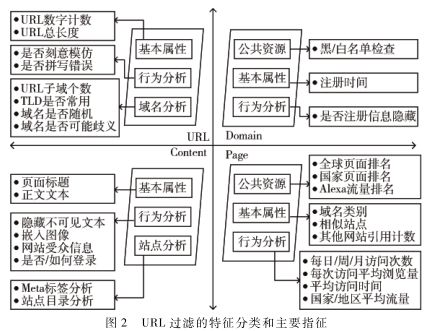 URL数字计数
URL总长度
是否刻意模仿
是否拼写错误
URL子域个数
TLD是否常用
域名是否随机
域名是否可能歧义
基本属性
行为分析
域名分析
URL
公共资源
基本属性
行为分析
黑/白名单检查
注册时间
是否注册信息隐藏
Domain
Content
页面标题
正文文本
隐藏不可见文本
嵌入图像
网站受众信息
是否/如何登录
Meta标签分析
站点目录分析
基本属性
行为分析
站点分析
Page
公共资源
基本属性
行为分析
全球页面排名
国家页面排名
Alexa流量排名
域名类别
相似站点
其他网站引用计数
每日/周/月访问次数
每次访问平均浏览量
平均访问时间
国家/地区平均流量
图 2 URL 过滤的特征分类和主要指征